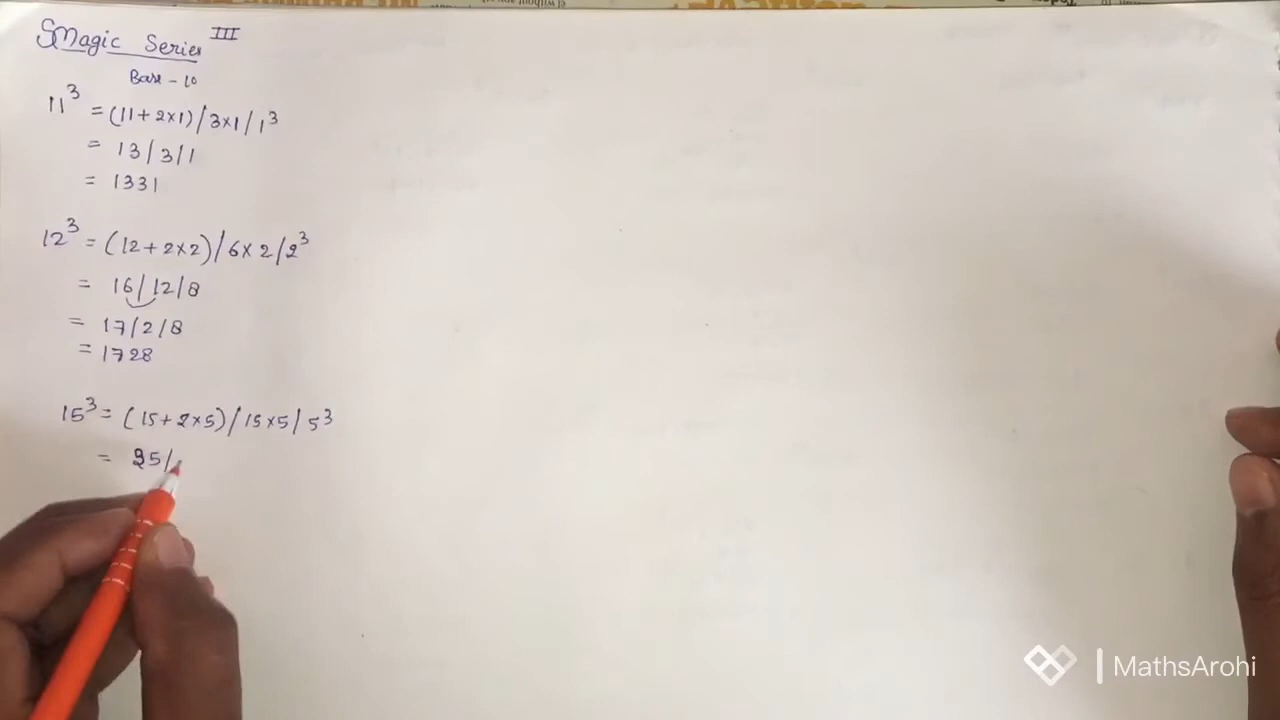 Magic Series III
Base - 10
11³ = (11 + 2×1) / 3×1 / 1³
= 13 / 3 / 1
= 1331
12³ = (12 + 2×2) / 6×2 / 2³
= 16 / 12 / 8
= 17 / 2 / 8
= 1728
15³ = (15 + 2×5) / 15×5 / 5³
= 25 /
MathsArohi